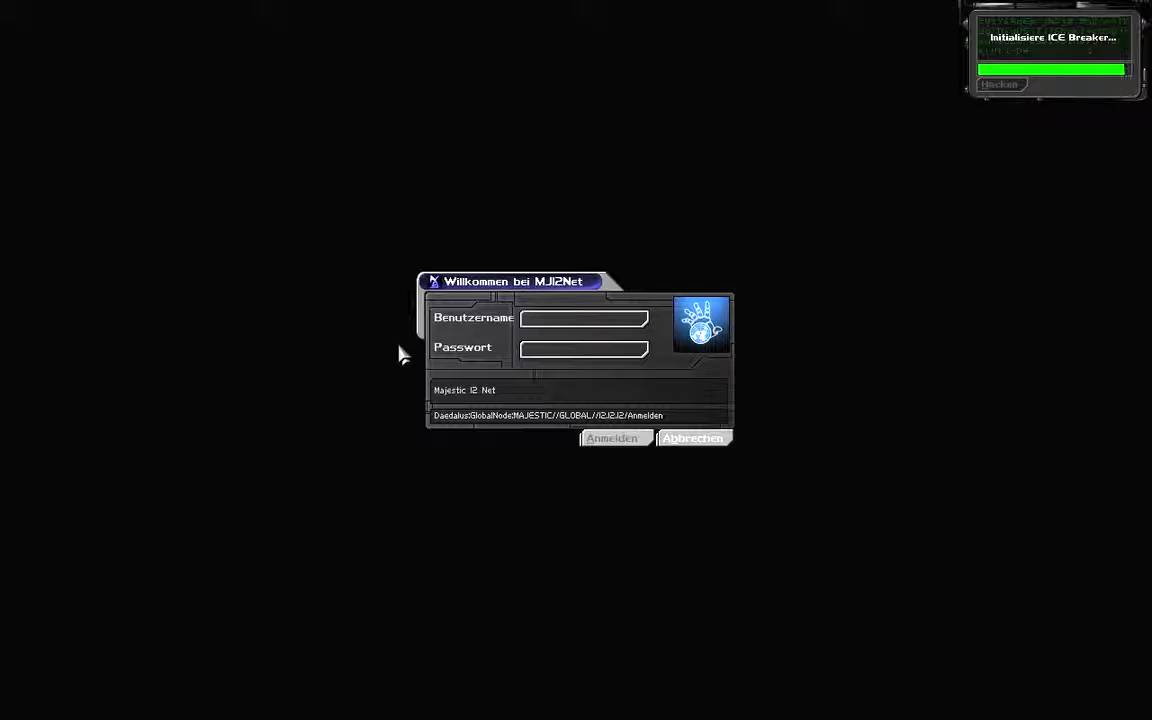 Initialisiere ICE Breaker...
Hacken
Willkommen bei MJ12Net
Benutzername
Passwort
Majestic 12 Net
Daedalus:GlobalNode:MAJESTIC//GLOBAL//12.12.12/Anmelden
Anmelden
Abbrechen